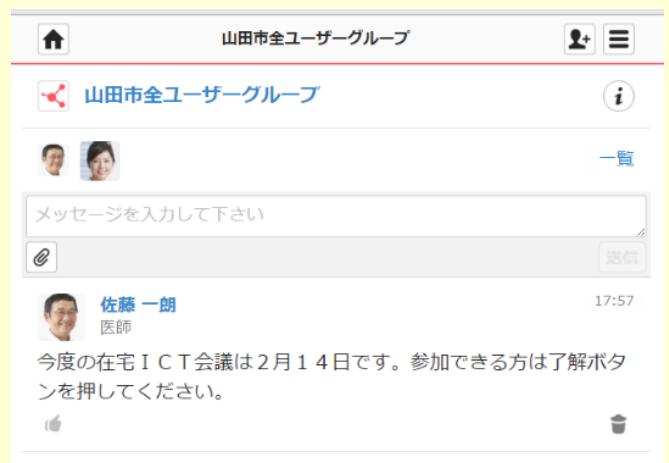 山田市全ユーザーグループ
山田市全ユーザーグループ
一覧
メッセージを入力して下さい
送信
佐藤 一朗
17:57
医師
今度の在宅ＩＣＴ会議は２月１４日です。参加できる方は了解ボタ
ンを押してください。